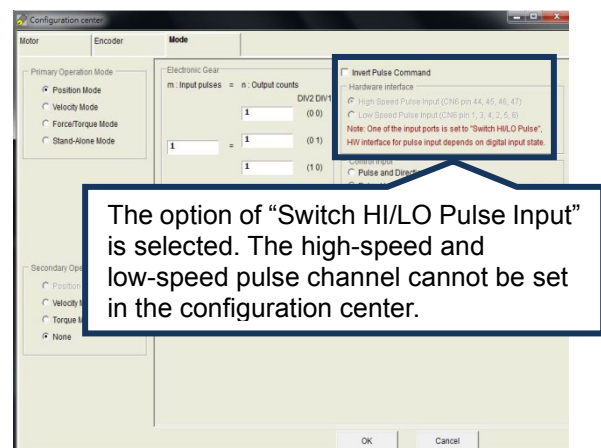 Configuration center
Motor Encoder Mode
Primary Operation Mode
Position Mode
Velocity Mode
Force/Torque Mode
Stand-Alone Mode
Electronic Gear
m : Input pulses = n : Output counts
DIV2 DIV1
1 (0 0)
1 = 1 (0 1)
1 (1 0)
Invert Pulse Command
Hardware interface
High Speed Pulse Input (CN6 pin 44, 45, 46, 47)
Low Speed Pulse Input (CN6 pin 1, 3, 4, 2, 5, 6)
Note: One of the input ports is set to "Switch HI/LO Pulse",
HW interface for pulse input depends on digital input state.
Control Input
Pulse and Directi
The option of “Switch HI/LO Pulse Input”
is selected. The high-speed and
low-speed pulse channel cannot be set
in the configuration center.
Secondary Ope
Position
Velocity M
Torque M
None
OK Cancel